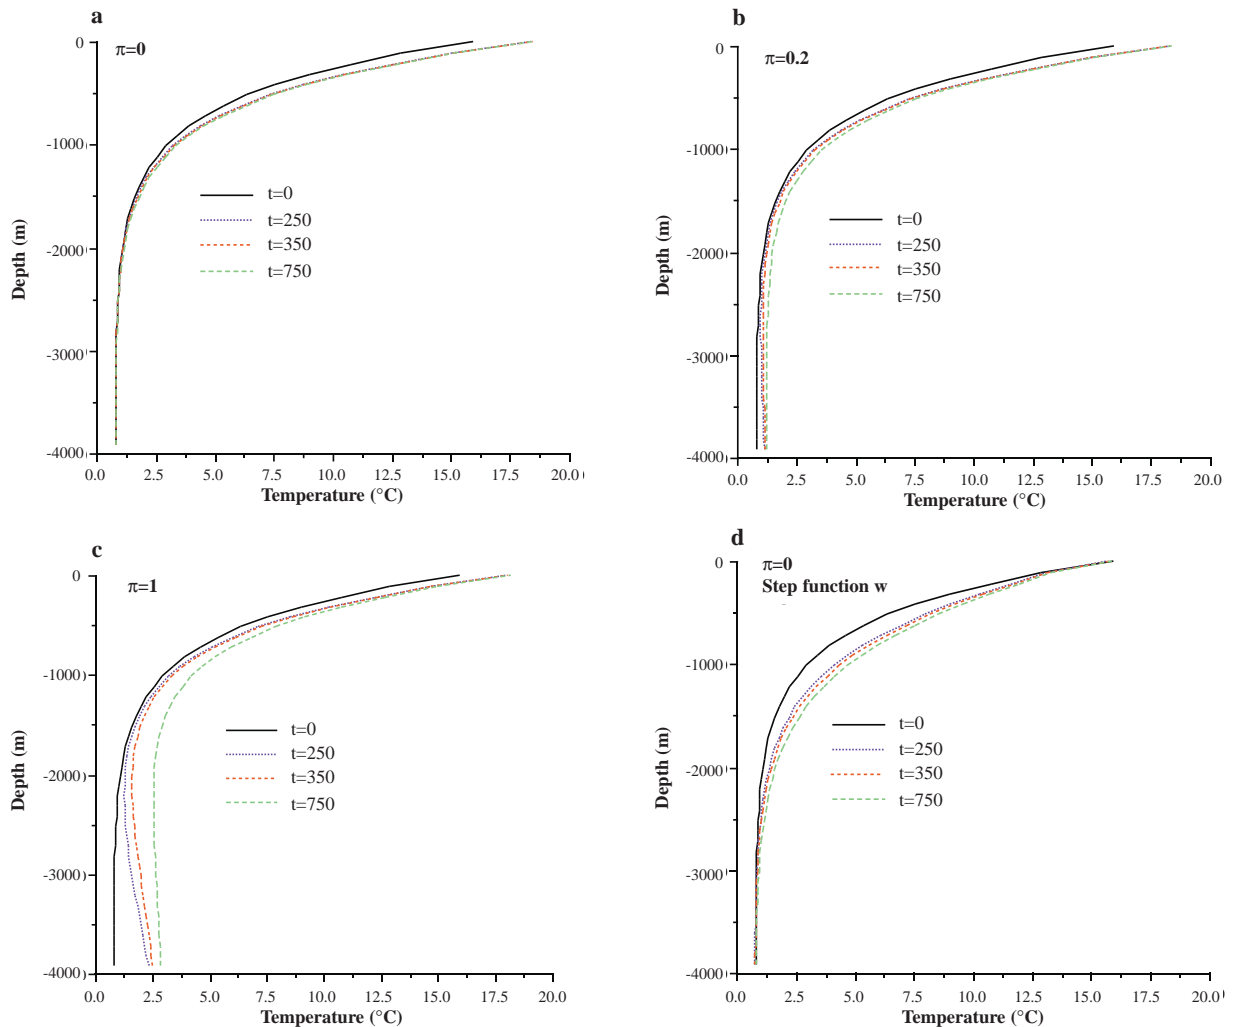 a
π=0
0
-1000
-2000
-3000
-4000
Depth (m)
t=0
t=250
t=350
t=750
0.0 2.5 5.0 7.5 10.0 12.5 15.0 17.5 20.0
Temperature (°C)
b
π=0.2
0
-1000
-2000
-3000
-4000
Depth (m)
t=0
t=250
t=350
t=750
0.0 2.5 5.0 7.5 10.0 12.5 15.0 17.5 20.0
Temperature (°C)
c
π=1
0
-1000
-2000
-3000
-4000
Depth (m)
t=0
t=250
t=350
t=750
0.0 2.5 5.0 7.5 10.0 12.5 15.0 17.5 20.0
Temperature (°C)
d
π=0
Step function w
0
-1000
-2000
-3000
-4000
Depth (m)
t=0
t=250
t=350
t=750
0.0 2.5 5.0 7.5 10.0 12.5 15.0 17.5 20.0
Temperature (°C)